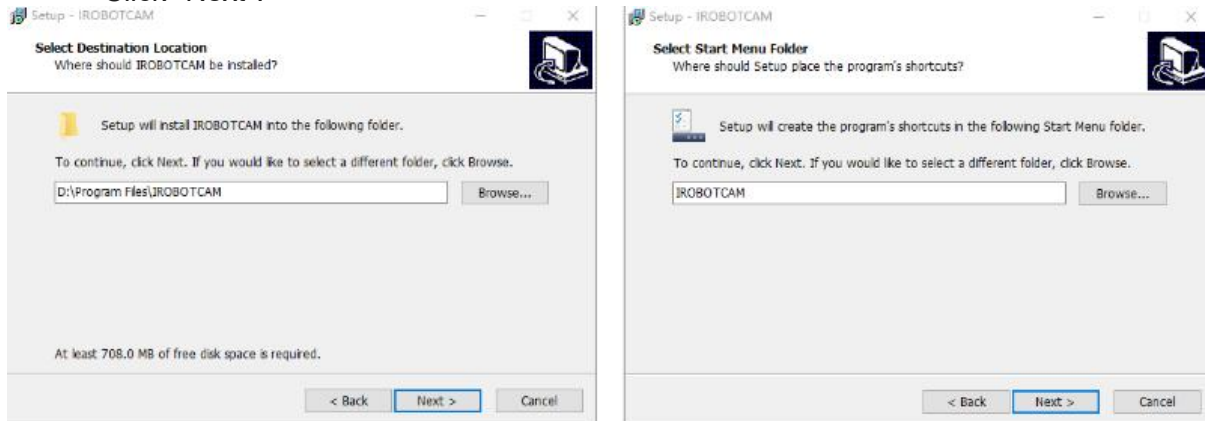 Setup - IROBOTCAM
Select Destination Location
Where should IROBOTCAM be installed?
Setup will install IROBOTCAM into the following folder.
To continue, click Next. If you would like to select a different folder, click Browse.
D:\Program Files\IROBOTCAM
Browse...
At least 708.0 MB of free disk space is required.
< Back
Next >
Cancel
Setup - IROBOTCAM
Select Start Menu Folder
Where should Setup place the program's shortcuts?
Setup will create the program's shortcuts in the following Start Menu folder.
To continue, click Next. If you would like to select a different folder, click Browse.
IROBOTCAM
Browse...
< Back
Next >
Cancel